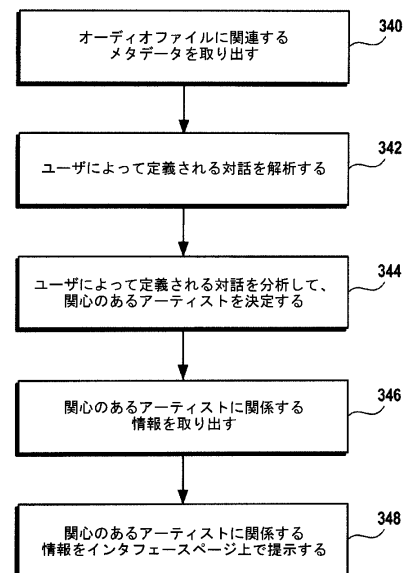 オーディオファイルに関連する
メタデータを取り出す
340
ユーザによって定義される対話を解析する
342
ユーザによって定義される対話を分析して、
関心のあるアーティストを決定する
344
関心のあるアーティストに関係する
情報を取り出す
346
関心のあるアーティストに関係する
情報をインタフェースページ上で提示する
348